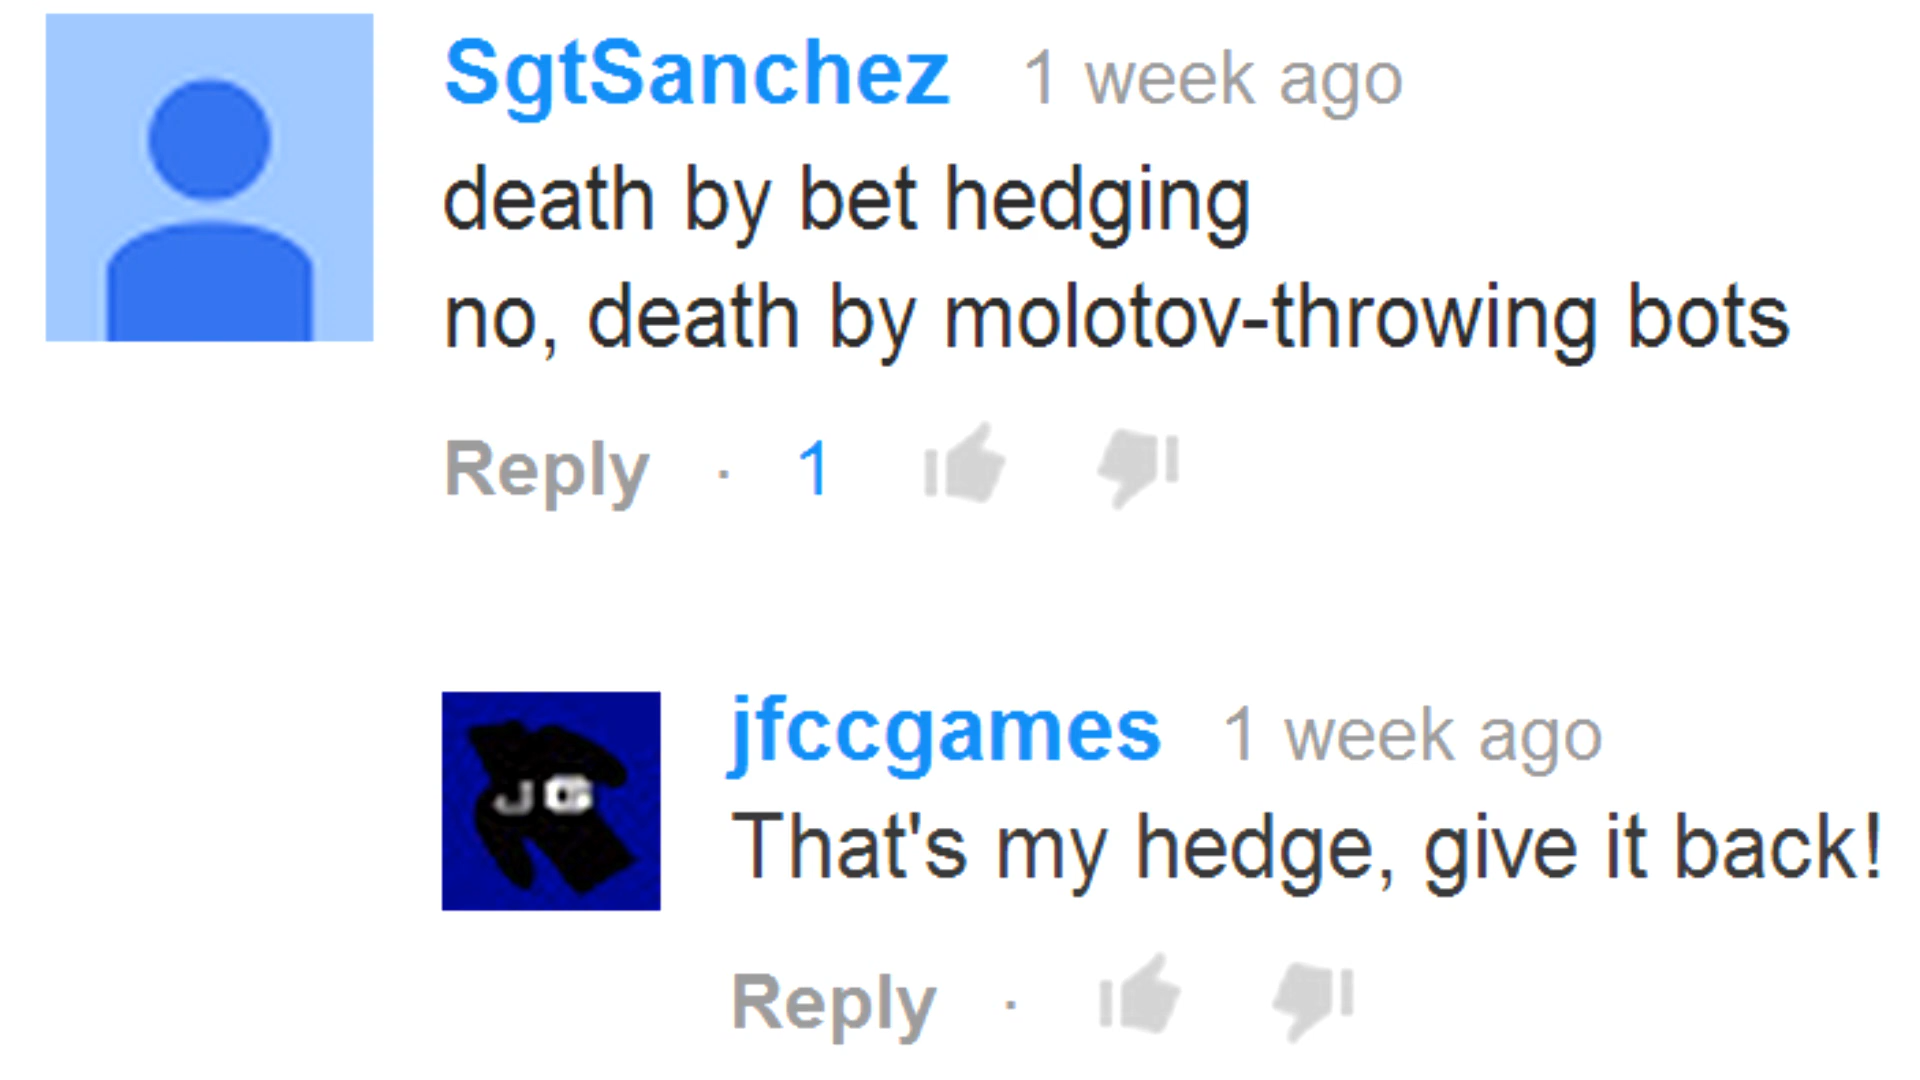 SgtSanchez 1 week ago
death by bet hedging
no, death by molotov-throwing bots
Reply · 1
jfccgames 1 week ago
JG
That's my hedge, give it back!
Reply ·